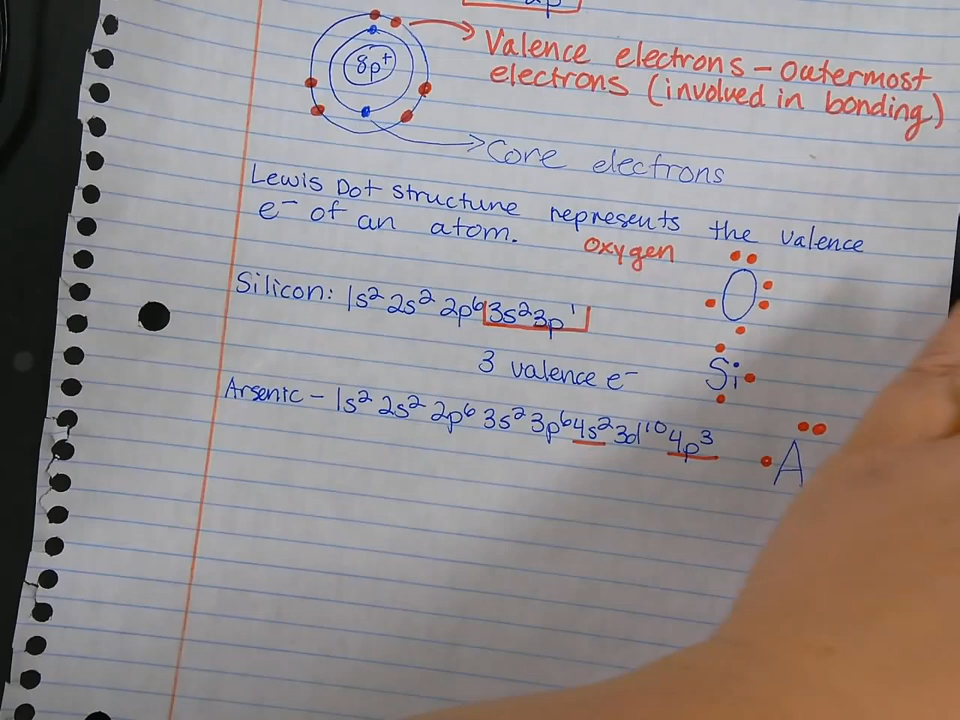 8p⁺
Valence electrons – outermost
electrons (involved in bonding)
Core electrons
Lewis Dot structure represents the valence
e⁻ of an atom.
oxygen
O
Silicon: 1s² 2s² 2p⁶ 3s² 3p¹
3 valence e⁻
Si
Arsenic – 1s² 2s² 2p⁶ 3s² 3p⁶ 4s² 3d¹⁰ 4p³
A